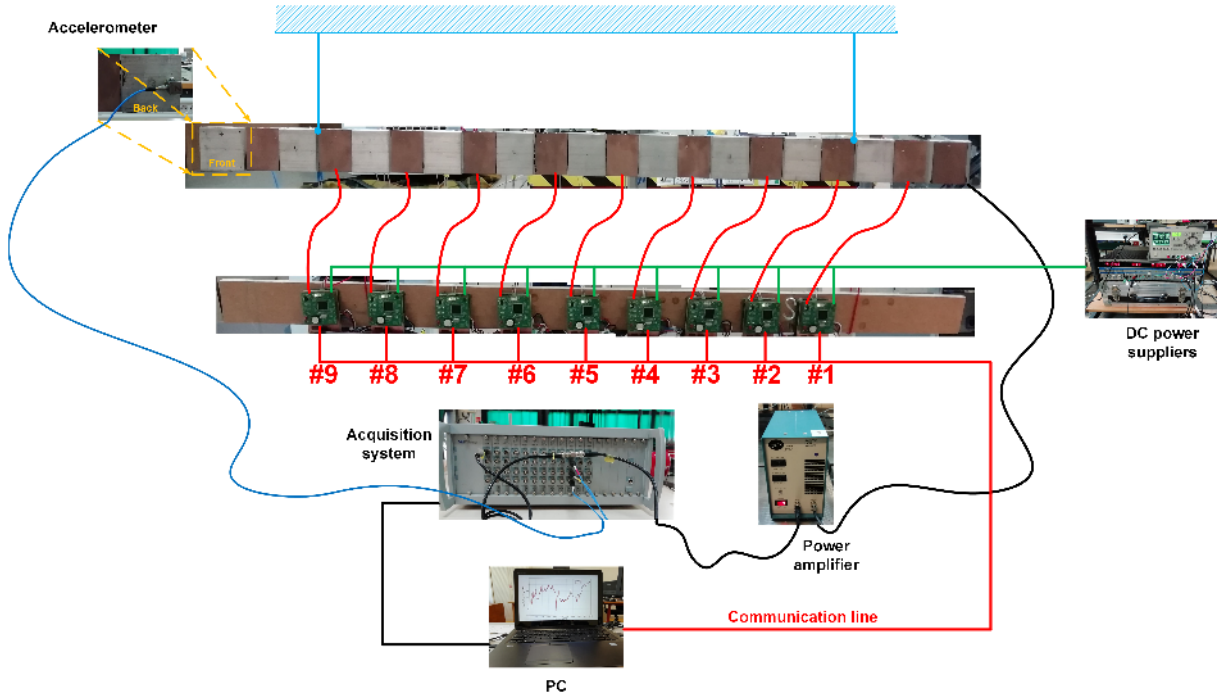 Accelerometer
Back
Front
DC power
suppliers
#9 #8 #7 #6 #5 #4 #3 #2 #1
Acquisition
system
Power
amplifier
Communication line
PC